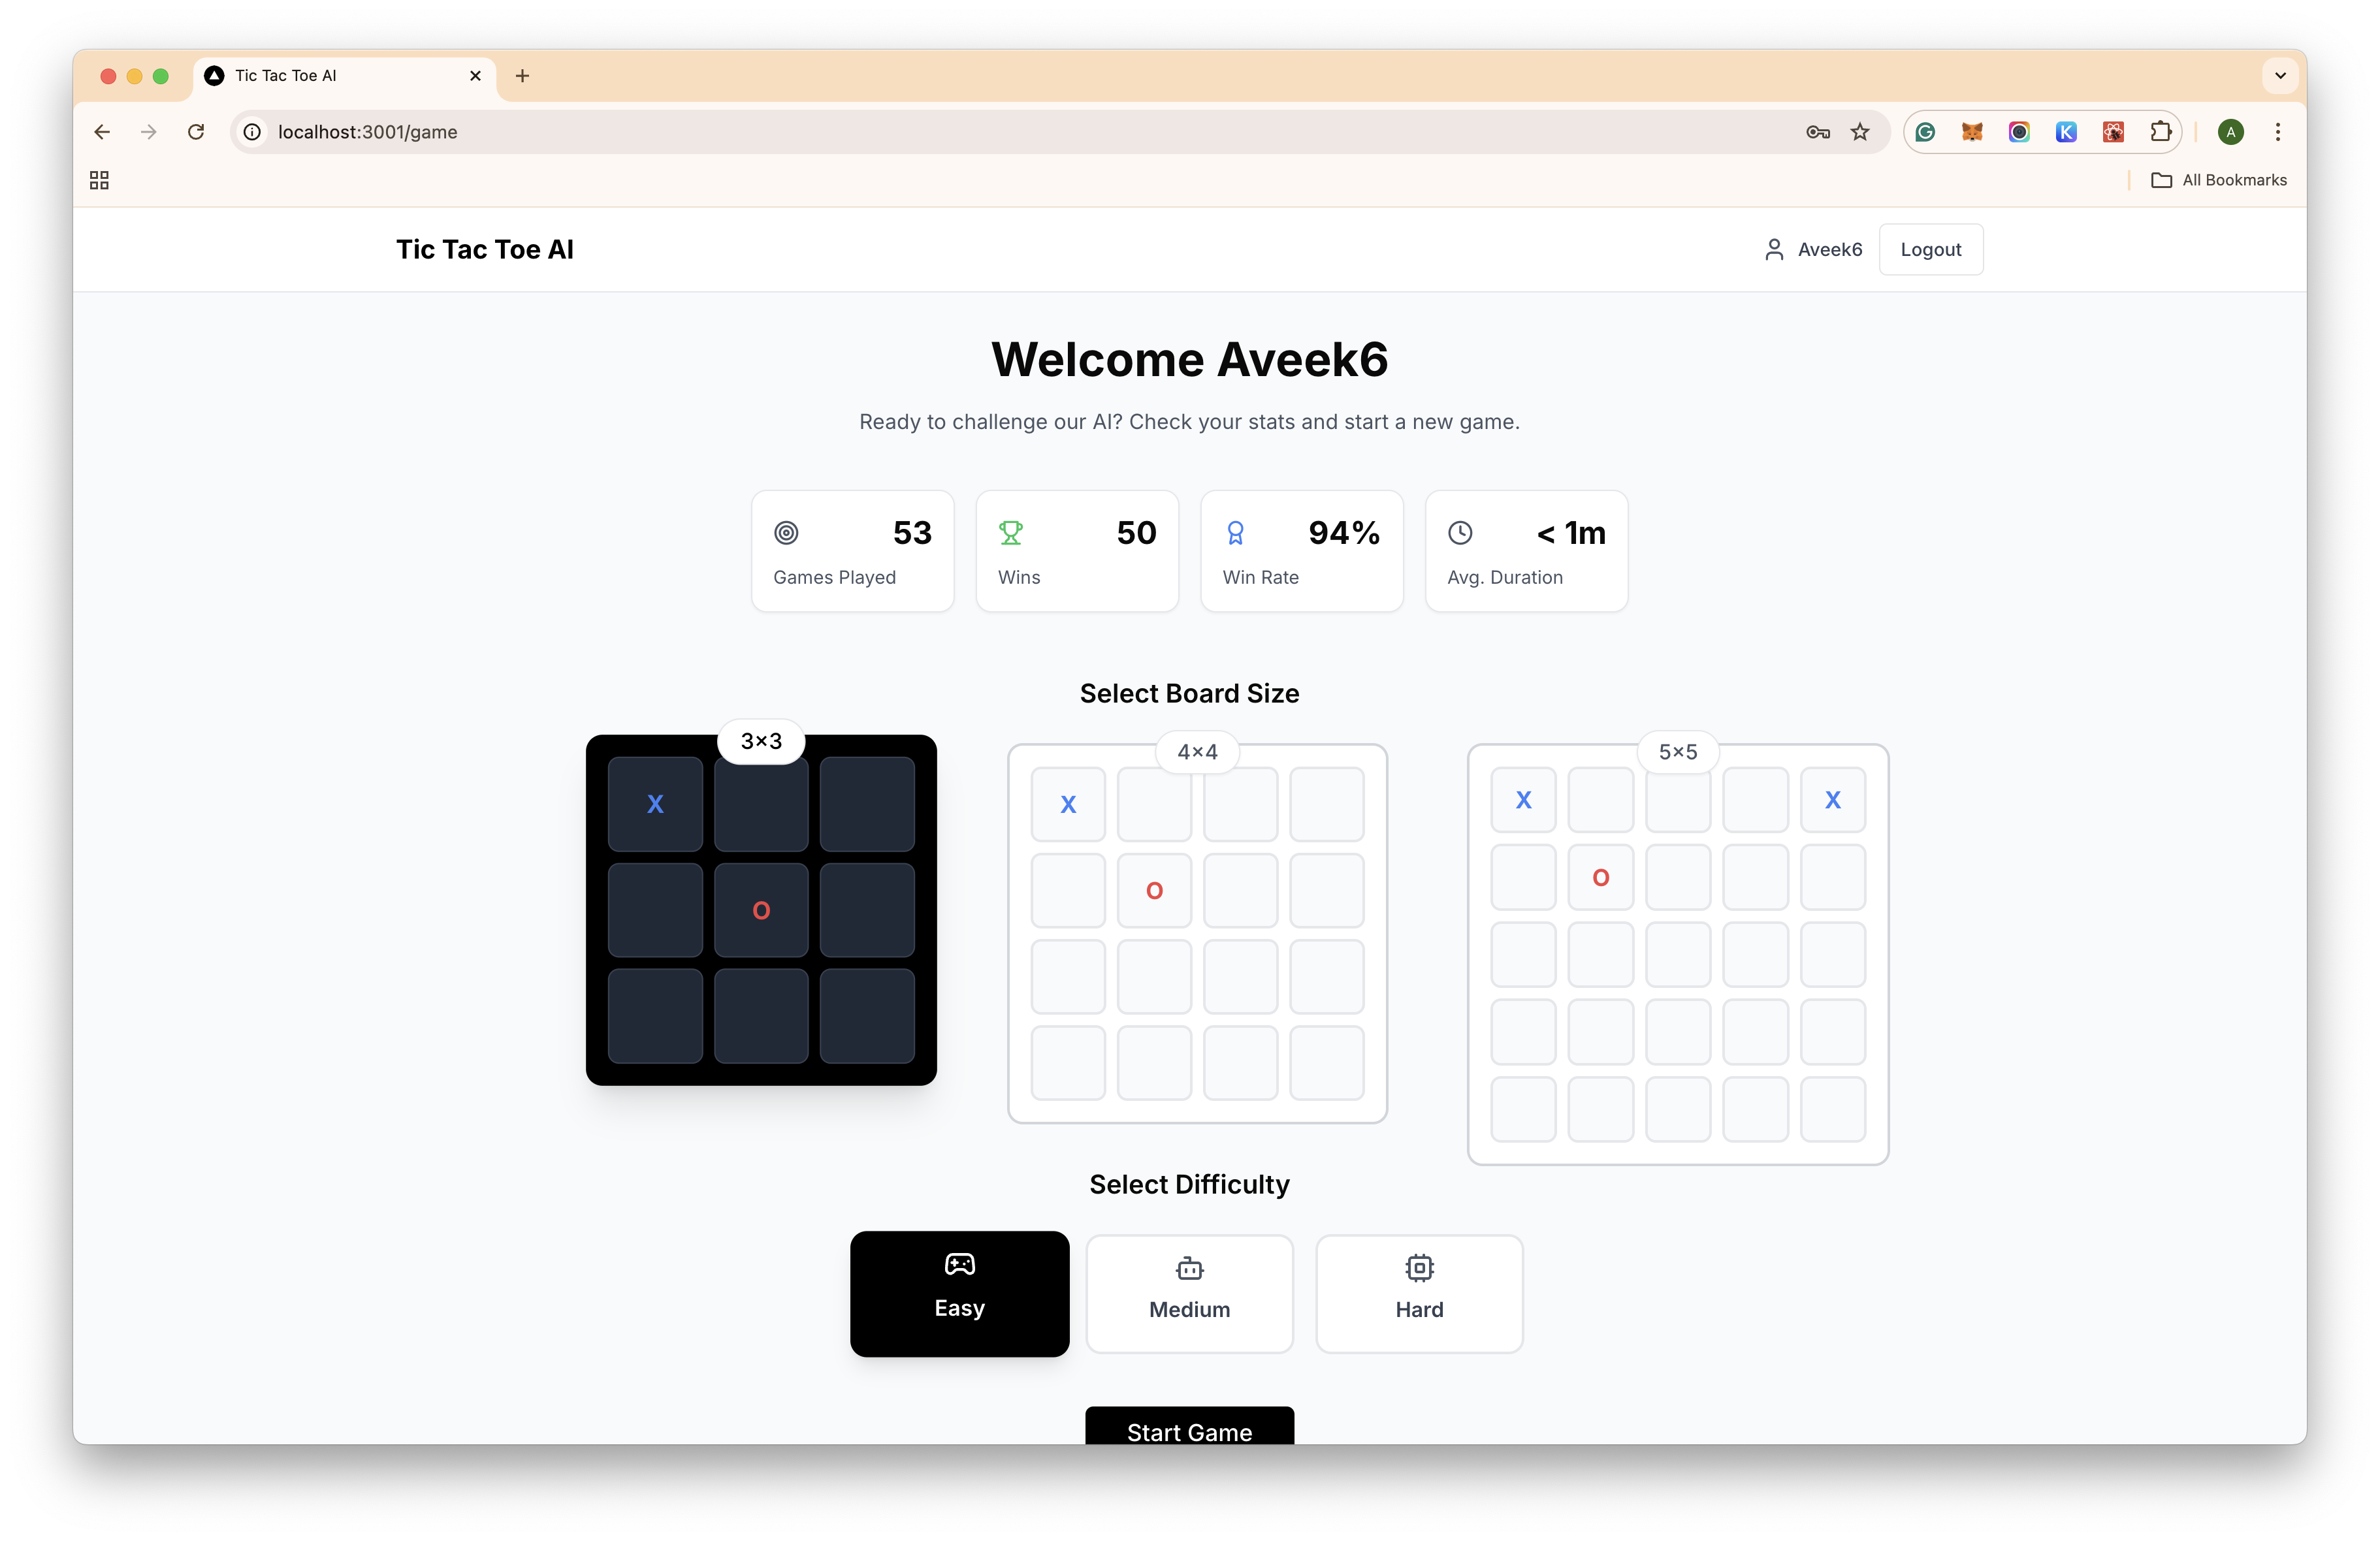 Tic Tac Toe AI
localhost:3001/game
A
All Bookmarks
Tic Tac Toe AI
Aveek6
Logout
Welcome Aveek6
Ready to challenge our AI? Check your stats and start a new game.
53
Games Played
50
Wins
94%
Win Rate
< 1m
Avg. Duration
Select Board Size
3×3
X
O
4×4
X
O
5×5
X X
O
Select Difficulty
Easy
Medium
Hard
Start Game